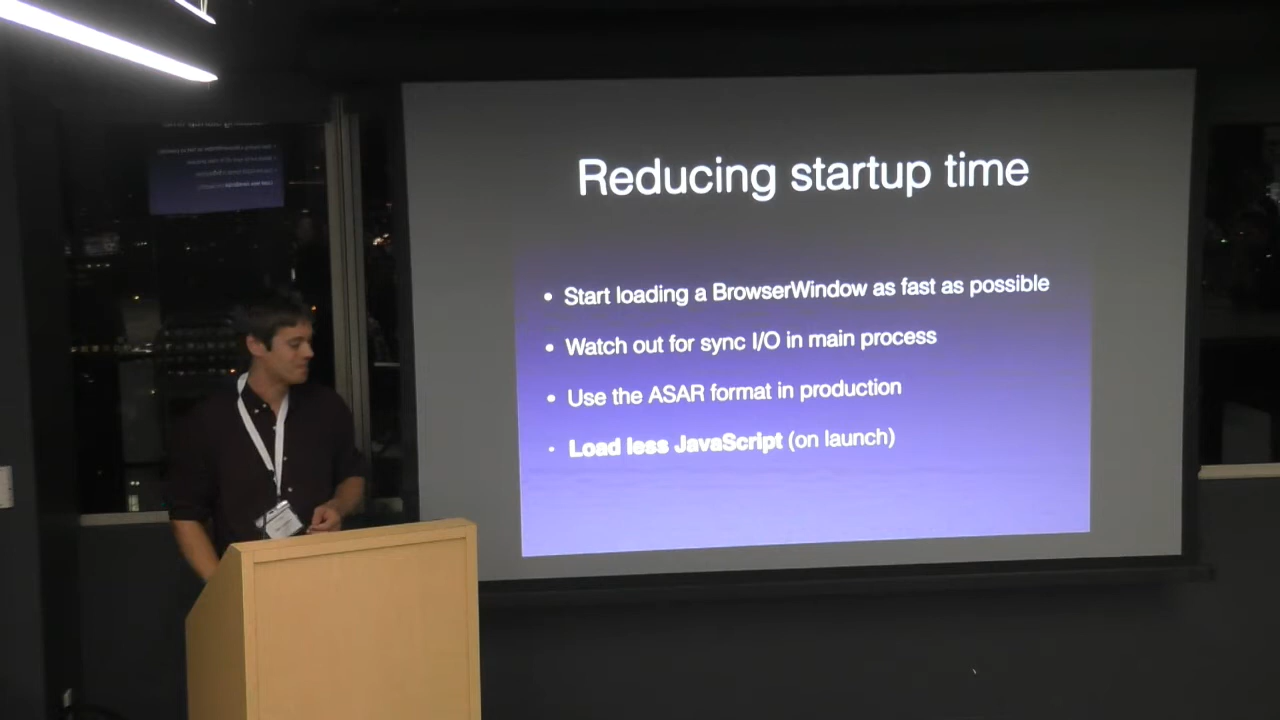 Reducing startup time
• Start loading a BrowserWindow as fast as possible
• Watch out for sync I/O in main process
• Use the ASAR format in production
• Load less JavaScript (on launch)